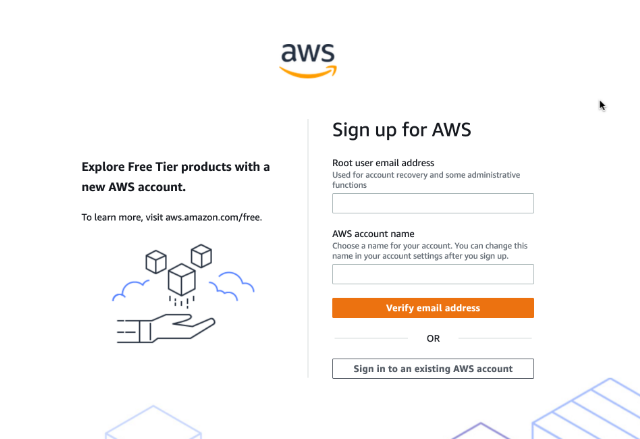 aws
Explore Free Tier products with a
new AWS account.
To learn more, visit aws.amazon.com/free.
Sign up for AWS
Root user email address
Used for account recovery and some administrative
functions
AWS account name
Choose a name for your account. You can change this
name in your account settings after you sign up.
Verify email address
OR
Sign in to an existing AWS account